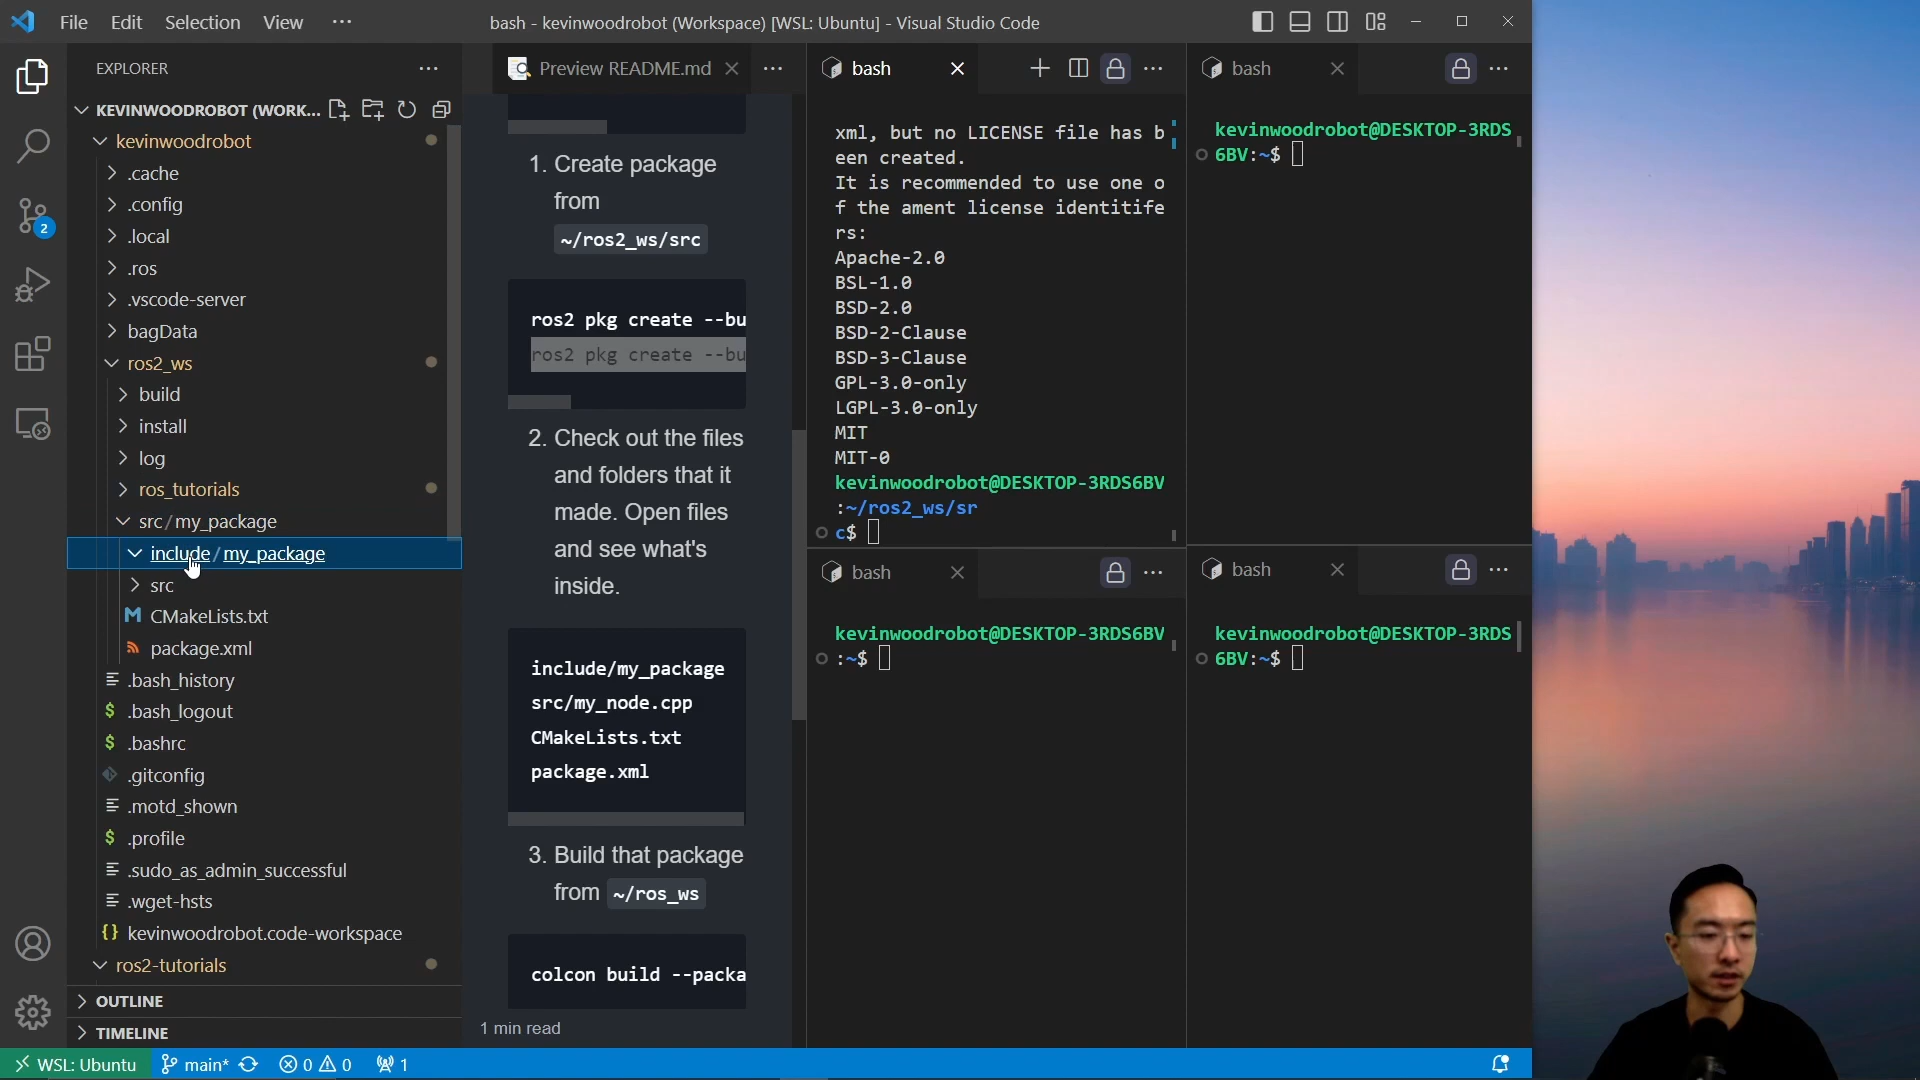 File Edit Selection View ···
bash - kevinwoodrobot (Workspace) [WSL: Ubuntu] - Visual Studio Code
EXPLORER
KEVINWOODROBOT (WORK...
kevinwoodrobot
.cache
.config
.local
.ros
.vscode-server
bagData
ros2_ws
build
install
log
ros_tutorials
src/my_package
include/my_package
src
CMakeLists.txt
package.xml
.bash_history
.bash_logout
.bashrc
.gitconfig
.motd_shown
.profile
.sudo_as_admin_successful
.wget-hsts
kevinwoodrobot.code-workspace
ros2-tutorials
OUTLINE
TIMELINE
2
Preview README.md
1. Create package
from
~/ros2_ws/src
ros2 pkg create --bu
ros2 pkg create --bu
2. Check out the files
and folders that it
made. Open files
and see what's
inside.
include/my_package
src/my_node.cpp
CMakeLists.txt
package.xml
3. Build that package
from ~/ros_ws
colcon build --packa
1 min read
bash
xml, but no LICENSE file has b
een created.
It is recommended to use one o
f the ament license identitife
rs:
Apache-2.0
BSL-1.0
BSD-2.0
BSD-2-Clause
BSD-3-Clause
GPL-3.0-only
LGPL-3.0-only
MIT
MIT-0
kevinwoodrobot@DESKTOP-3RDS6BV
:~/ros2_ws/sr
c$
bash
kevinwoodrobot@DESKTOP-3RDS
6BV:~$
bash
kevinwoodrobot@DESKTOP-3RDS6BV
:~$
bash
kevinwoodrobot@DESKTOP-3RDS
6BV:~$
WSL: Ubuntu main* 0 0 1